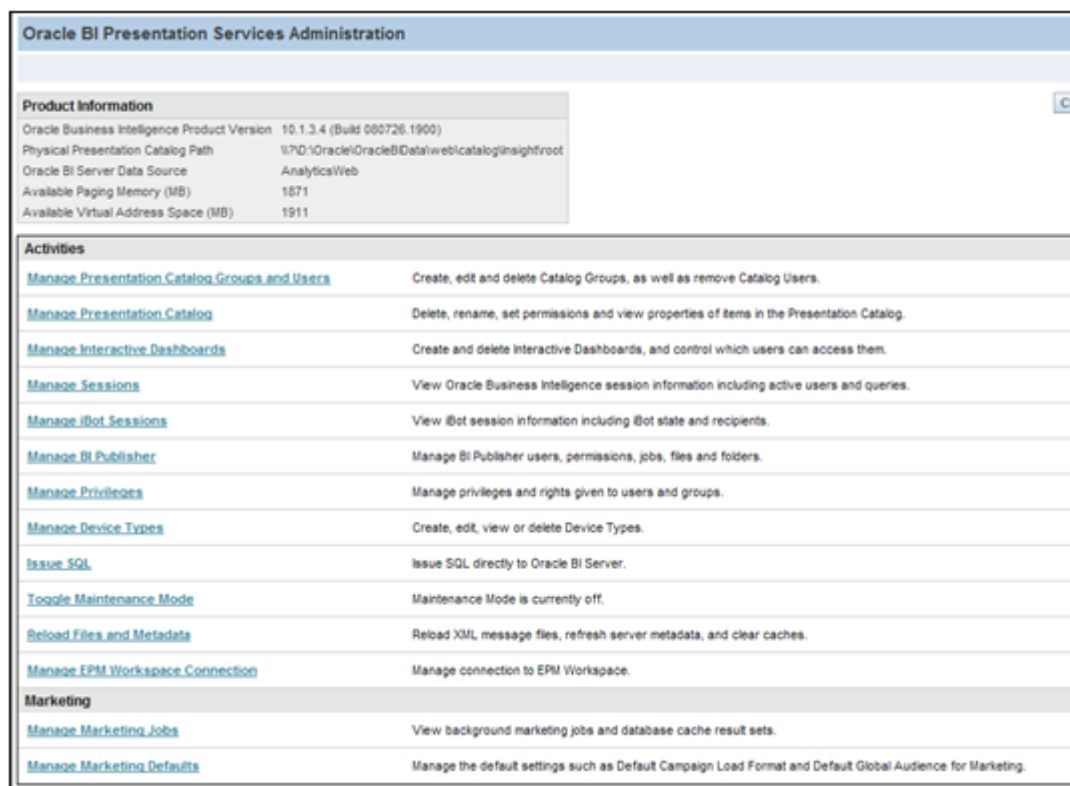 Oracle BI Presentation Services Administration
Product Information
Oracle Business Intelligence Product Version 10.1.3.4 (Build 080726.1900)
Physical Presentation Catalog Path \\?\D:\Oracle\OracleBIData\web\catalog\insight\root
Oracle BI Server Data Source AnalyticsWeb
Available Paging Memory (MB) 1871
Available Virtual Address Space (MB) 1911
Activities
Manage Presentation Catalog Groups and Users Create, edit and delete Catalog Groups, as well as remove Catalog Users.
Manage Presentation Catalog Delete, rename, set permissions and view properties of items in the Presentation Catalog.
Manage Interactive Dashboards Create and delete Interactive Dashboards, and control which users can access them.
Manage Sessions View Oracle Business Intelligence session information including active users and queries.
Manage iBot Sessions View iBot session information including iBot state and recipients.
Manage BI Publisher Manage BI Publisher users, permissions, jobs, files and folders.
Manage Privileges Manage privileges and rights given to users and groups.
Manage Device Types Create, edit, view or delete Device Types.
Issue SQL Issue SQL directly to Oracle BI Server.
Toggle Maintenance Mode Maintenance Mode is currently off.
Reload Files and Metadata Reload XML message files, refresh server metadata, and clear caches.
Manage EPM Workspace Connection Manage connection to EPM Workspace.
Marketing
Manage Marketing Jobs View background marketing jobs and database cache result sets.
Manage Marketing Defaults Manage the default settings such as Default Campaign Load Format and Default Global Audience for Marketing.